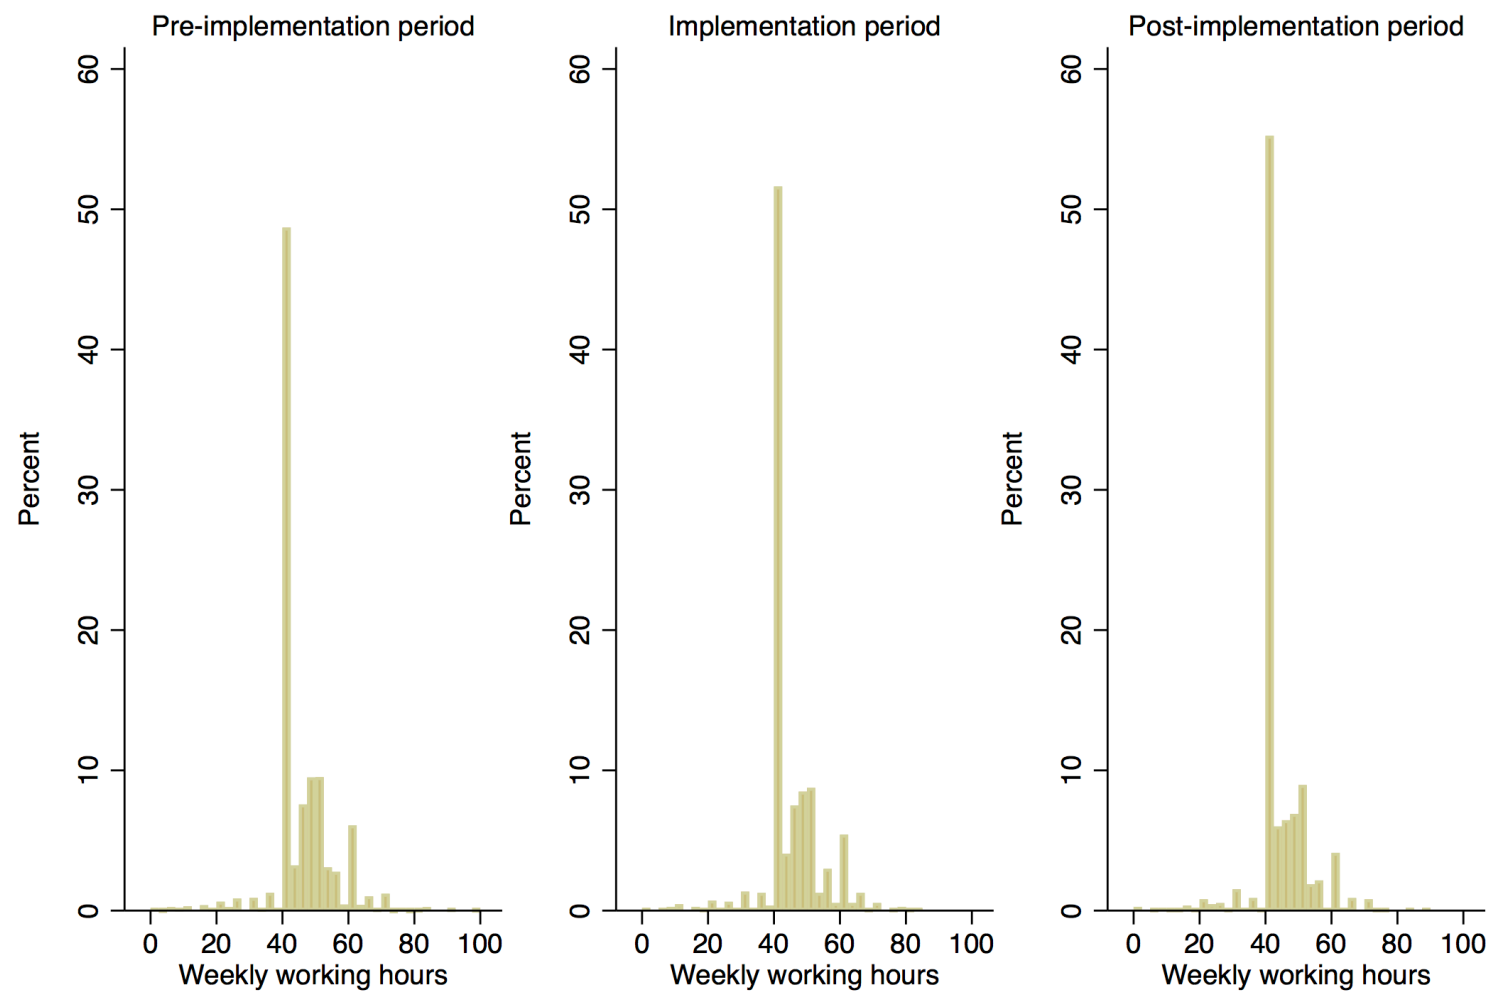 Pre-implementation period
Percent
60
50
40
30
20
10
0
0 20 40 60 80 100
Weekly working hours
Implementation period
Percent
60
50
40
30
20
10
0
0 20 40 60 80 100
Weekly working hours
Post-implementation period
Percent
60
50
40
30
20
10
0
0 20 40 60 80 100
Weekly working hours